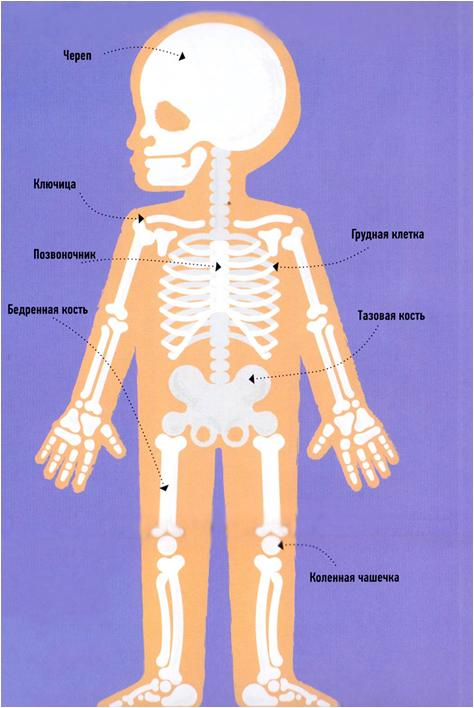 Череп
Ключица
Грудная клетка
Позвоночник
Бедренная кость
Тазовая кость
Коленная чашечка